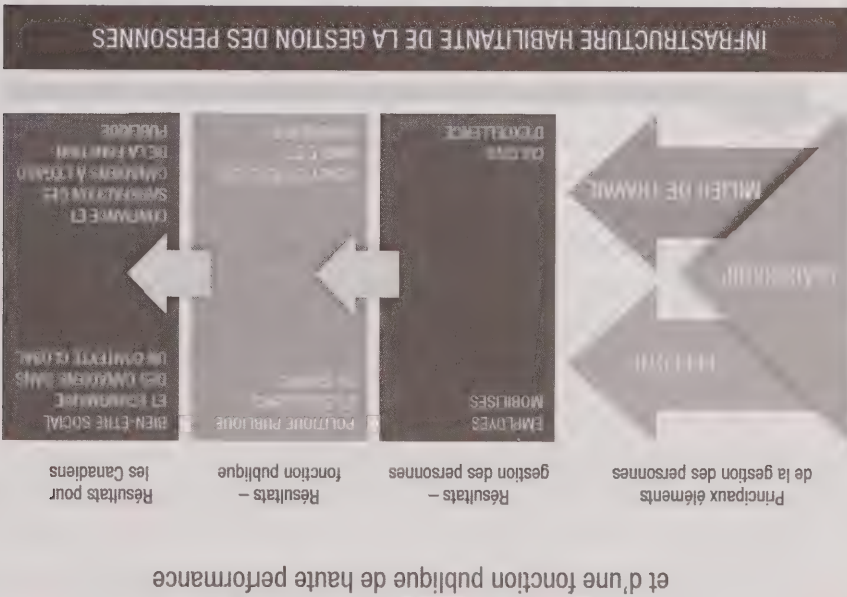 et d'une fonction publique de haute performance
Principaux éléments
de la gestion des personnes
Résultats –
gestion des personnes
Résultats –
fonction publique
Résultats pour
les Canadiens
EFFECTIF
LEADERSHIP
MILIEU DE TRAVAIL
EMPLOYÉS
MOBILISÉS
CULTURE
D'EXCELLENCE
POLITIQUE PUBLIQUE
BIEN-ÊTRE SOCIAL
ET ÉCONOMIQUE
DES CANADIENS DANS
UN CONTEXTE GLOBAL
CONFIANCE ET
SATISFACTION DES
CANADIENS À L'ÉGARD
DE LA FONCTION
PUBLIQUE
INFRASTRUCTURE HABILITANTE DE LA GESTION DES PERSONNES